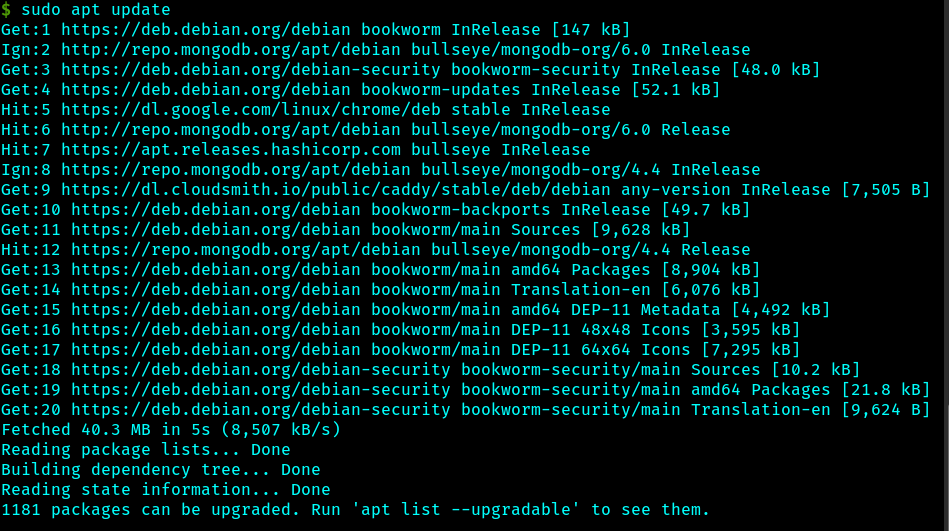 $ sudo apt update
Get:1 https://deb.debian.org/debian bookworm InRelease [147 kB]
Ign:2 http://repo.mongodb.org/apt/debian bullseye/mongodb-org/6.0 InRelease
Get:3 https://deb.debian.org/debian-security bookworm-security InRelease [48.0 kB]
Get:4 https://deb.debian.org/debian bookworm-updates InRelease [52.1 kB]
Hit:5 https://dl.google.com/linux/chrome/deb stable InRelease
Hit:6 http://repo.mongodb.org/apt/debian bullseye/mongodb-org/6.0 Release
Hit:7 https://apt.releases.hashicorp.com bullseye InRelease
Ign:8 https://repo.mongodb.org/apt/debian bullseye/mongodb-org/4.4 InRelease
Get:9 https://dl.cloudsmith.io/public/caddy/stable/deb/debian any-version InRelease [7,505 B]
Get:10 https://deb.debian.org/debian bookworm-backports InRelease [49.7 kB]
Get:11 https://deb.debian.org/debian bookworm/main Sources [9,628 kB]
Hit:12 https://repo.mongodb.org/apt/debian bullseye/mongodb-org/4.4 Release
Get:13 https://deb.debian.org/debian bookworm/main amd64 Packages [8,904 kB]
Get:14 https://deb.debian.org/debian bookworm/main Translation-en [6,076 kB]
Get:15 https://deb.debian.org/debian bookworm/main amd64 DEP-11 Metadata [4,492 kB]
Get:16 https://deb.debian.org/debian bookworm/main DEP-11 48x48 Icons [3,595 kB]
Get:17 https://deb.debian.org/debian bookworm/main DEP-11 64x64 Icons [7,295 kB]
Get:18 https://deb.debian.org/debian-security bookworm-security/main Sources [10.2 kB]
Get:19 https://deb.debian.org/debian-security bookworm-security/main amd64 Packages [21.8 kB]
Get:20 https://deb.debian.org/debian-security bookworm-security/main Translation-en [9,624 B]
Fetched 40.3 MB in 5s (8,507 kB/s)
Reading package lists... Done
Building dependency tree... Done
Reading state information... Done
1181 packages can be upgraded. Run 'apt list --upgradable' to see them.